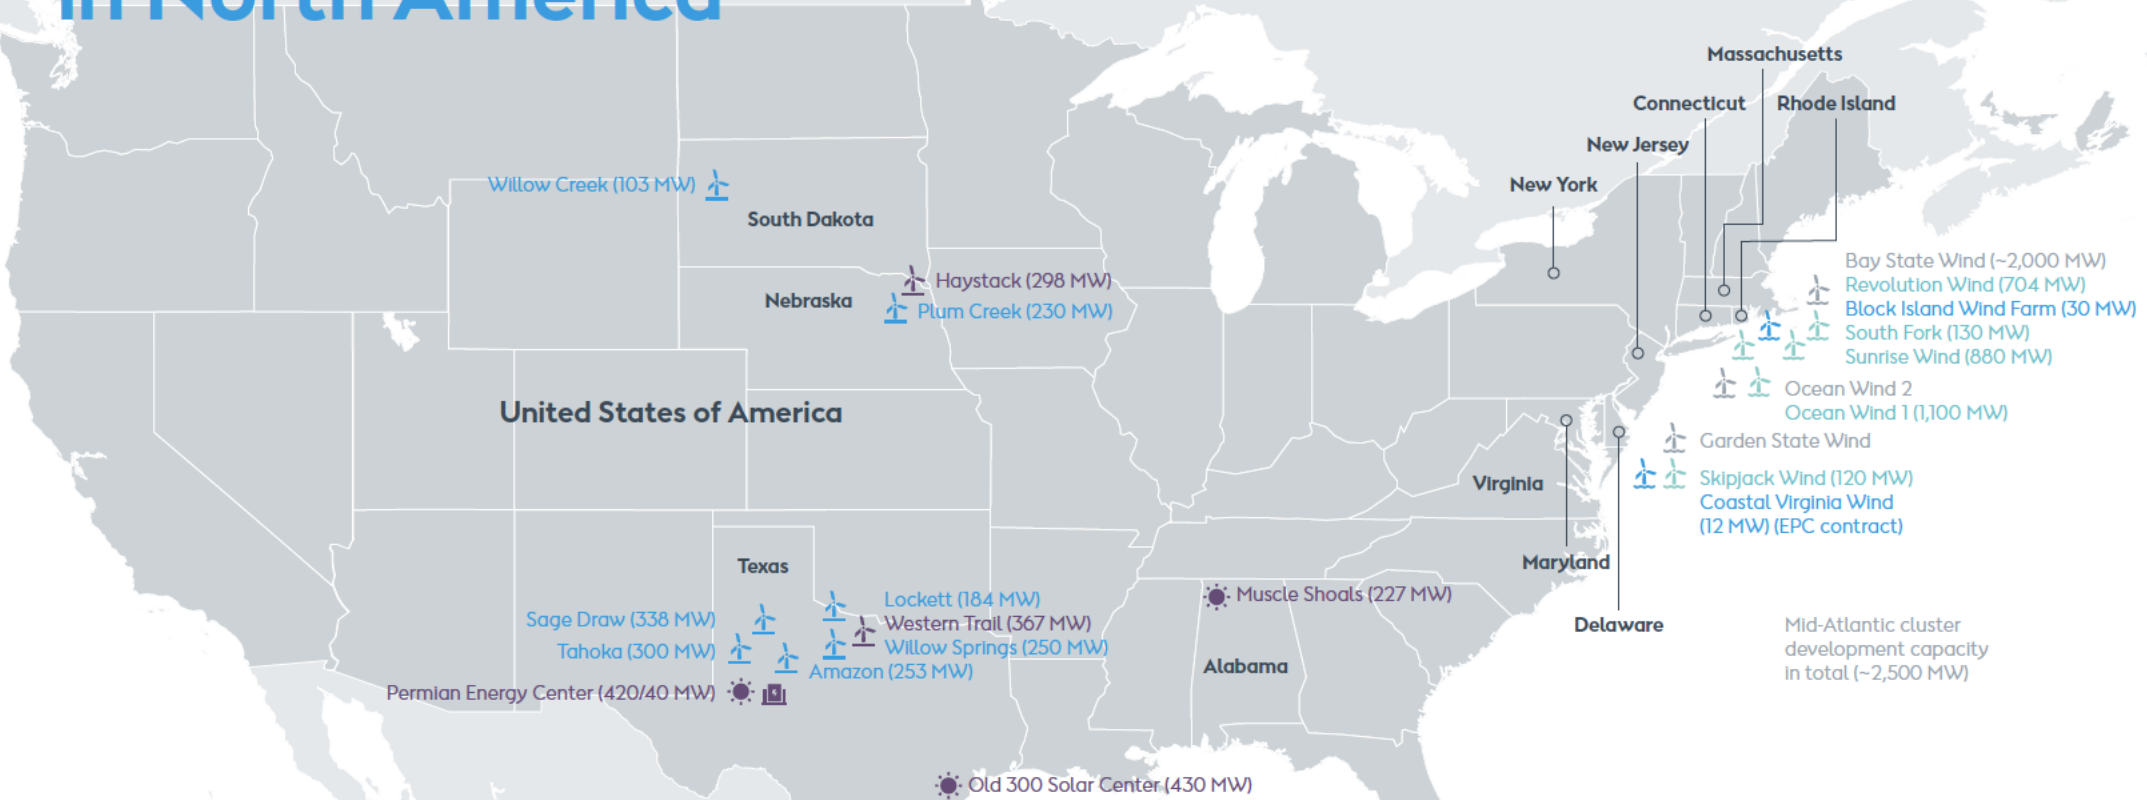 in North America
Massachusetts
Connecticut
Rhode Island
New Jersey
New York
Willow Creek (103 MW)
South Dakota
Bay State Wind (~2,000 MW)
Revolution Wind (704 MW)
Block Island Wind Farm (30 MW)
South Fork (130 MW)
Sunrise Wind (880 MW)
Haystack (298 MW)
Nebraska
Plum Creek (230 MW)
Ocean Wind 2
Ocean Wind 1 (1,100 MW)
United States of America
Garden State Wind
Virginia
Skipjack Wind (120 MW)
Coastal Virginia Wind
(12 MW) (EPC contract)
Maryland
Texas
Lockett (184 MW)
Muscle Shoals (227 MW)
Sage Draw (338 MW)
Western Trail (367 MW)
Delaware
Tahoka (300 MW)
Willow Springs (250 MW)
Amazon (253 MW)
Alabama
Mid-Atlantic cluster
development capacity
in total (~2,500 MW)
Permian Energy Center (420/40 MW)
Old 300 Solar Center (430 MW)